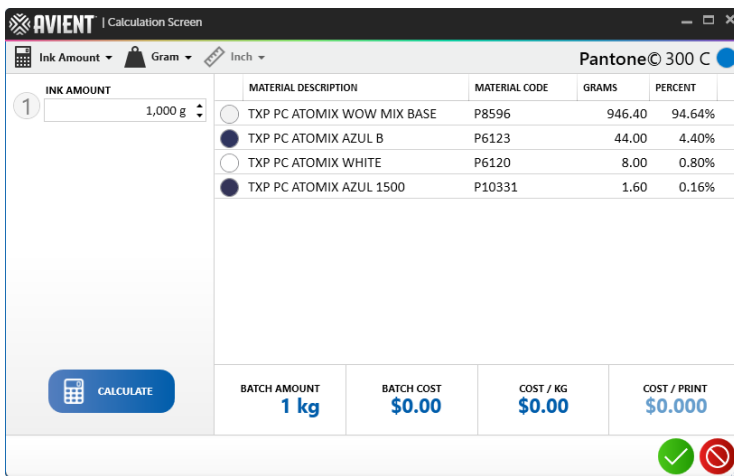 AVIENT | Calculation Screen
Ink Amount Gram Inch Pantone© 300 C
INK AMOUNT
1
1,000 g
MATERIAL DESCRIPTION MATERIAL CODE GRAMS PERCENT
TXP PC ATOMIX WOW MIX BASE P8596 946.40 94.64%
TXP PC ATOMIX AZUL B P6123 44.00 4.40%
TXP PC ATOMIX WHITE P6120 8.00 0.80%
TXP PC ATOMIX AZUL 1500 P10331 1.60 0.16%
CALCULATE
BATCH AMOUNT BATCH COST COST / KG COST / PRINT
1 kg $0.00 $0.00 $0.000